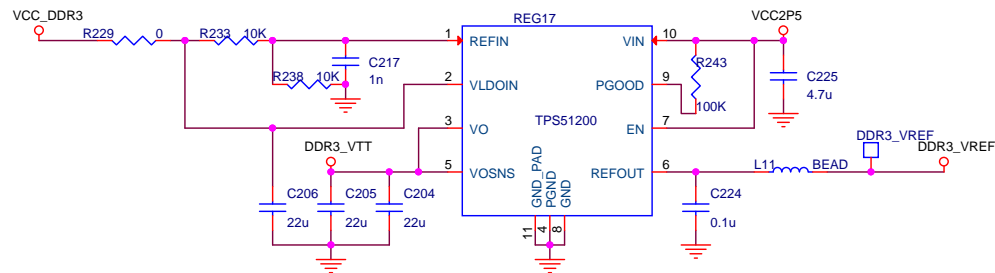 VCC_DDR3
REG17
VCC2P5
R229 0 R233 10K
1 REFIN VIN 10
C217
1n
R243
C225
4.7u
R238 10K
2 VLDOIN PGOOD 9
100K
TPS51200
3 VO EN 7
DDR3_VTT
DDR3_VREF
DDR3_VREF
5 VOSNS REFOUT 6
L11 BEAD
GND_PAD
PGND
GND
C206
22u
C205
22u
C204
22u
C224
0.1u
11
4
8